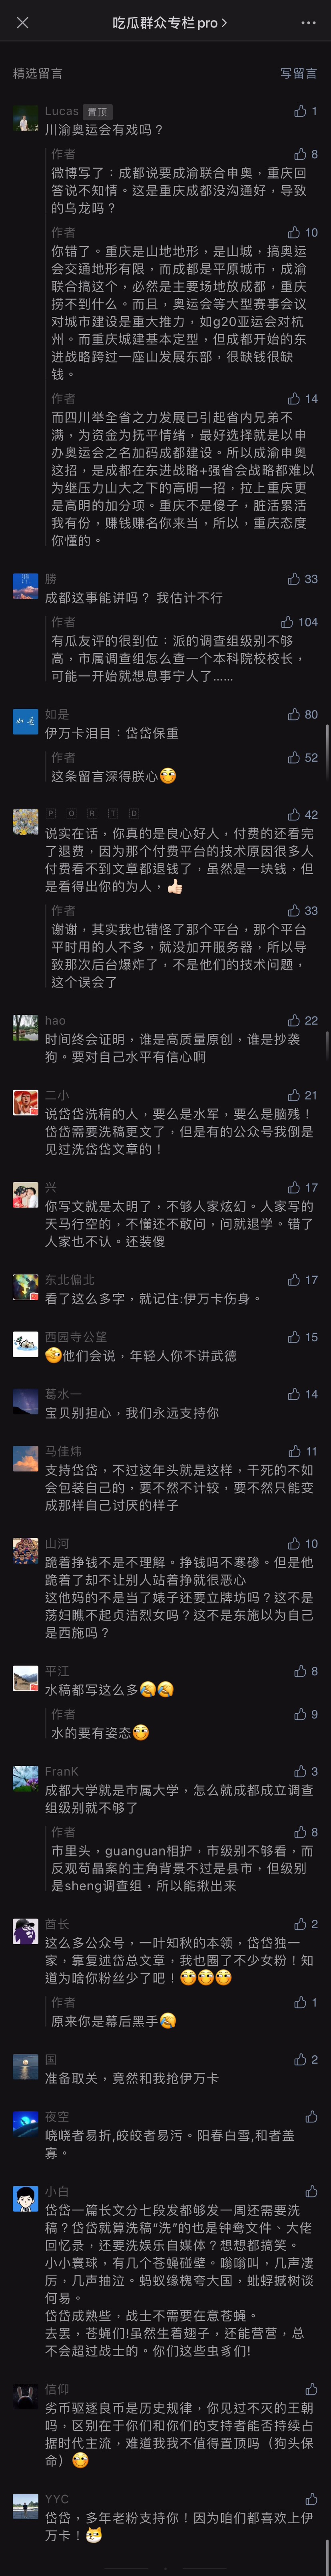 吃瓜群众专栏pro
精选留言
写留言
Lucas 置顶
1
川渝奥运会有戏吗？
作者
8
微博写了：成都说要成渝联合申奥，重庆回
答说不知情。这是重庆成都没沟通好，导致
的乌龙吗？
作者
10
你错了。重庆是山地地形，是山城，搞奥运
会交通地形有限，而成都是平原城市，成渝
联合搞这个，必然是主要场地放成都，重庆
捞不到什么。而且，奥运会等大型赛事会议
对城市建设是重大推力，如g20亚运会对杭
州。而重庆城建基本定型，但成都开始的东
进战略跨过一座山发展东部，很缺钱很缺
钱。
作者
14
而四川举全省之力发展已引起省内兄弟不
满，为资金为抚平情绪，最好选择就是以申
办奥运会之名加码成都建设。所以成渝申奥
这招，是成都在东进战略+强省会战略都难以
为继压力山大之下的高明一招，拉上重庆更
是高明的加分项。重庆不是傻子，脏活累活
我有份，赚钱赚名你来当，所以，重庆态度
你懂的。
勝
33
成都这事能讲吗？ 我估计不行
作者
104
有瓜友评的很到位：派的调查组级别不够
高，市属调查组怎么查一个本科院校校长，
可能一开始就想息事宁人了……
如是
80
伊万卡泪目：岱岱保重
作者
52
这条留言深得朕心
P O R T D
42
说实在话，你真的是良心好人，付费的还看完
了退费，因为那个付费平台的技术原因很多人
付费看不到文章都退钱了，虽然是一块钱，但
是看得出你的为人，
作者
33
谢谢，其实我也错怪了那个平台，那个平台
平时用的人不多，就没加开服务器，所以导
致那次后台爆炸了，不是他们的技术问题，
这个误会了
hao
22
时间终会证明，谁是高质量原创，谁是抄袭
狗。要对自己水平有信心啊
二小
21
说岱岱洗稿的人，要么是水军，要么是脑残！
岱岱需要洗稿更文了，但是有的公众号我倒是
见过洗岱岱文章的！
兴
17
你写文就是太明了，不够人家炫幻。人家写的
天马行空的，不懂还不敢问，问就退学。错了
人家也不认。还装傻
东北偏北
17
看了这么多字，就记住:伊万卡伤身。
西园寺公望
15
他们会说，年轻人你不讲武德
葛水一
14
宝贝别担心，我们永远支持你
马佳炜
11
支持岱岱，不过这年头就是这样，干死的不如
会包装自己的，要不然不计较，要不然只能变
成那样自己讨厌的样子
山河
10
跪着挣钱不是不理解。挣钱吗不寒碜。但是他
跪着了却不让别人站着挣就很恶心
这他妈的不是当了婊子还要立牌坊吗？这不是
荡妇瞧不起贞洁烈女吗？这不是东施以为自己
是西施吗？
平江
8
水稿都写这么多
作者
9
水的要有姿态
FranK
3
成都大学就是市属大学，怎么就成都成立调查
组级别就不够了
作者
8
市里头，guanguan相护，市级别不够看，而
反观苟晶案的主角背景不过是县市，但级别
是sheng调查组，所以能揪出来
酋长
2
这么多公众号，一叶知秋的本领，岱岱独一
家，靠复述岱总文章，我也圈了不少女粉！知
道为啥你粉丝少了吧！
作者
1
原来你是幕后黑手
国
2
准备取关，竟然和我抢伊万卡
夜空
峣峣者易折,皎皎者易污。阳春白雪,和者盖
寡。
小白
岱岱一篇长文分七段发都够发一周还需要洗
稿？岱岱就算洗稿“洗”的也是钟鸯文件、大佬
回忆录，还要洗娱乐自媒体？想想都搞笑。
小小寰球，有几个苍蝇碰壁。嗡嗡叫，几声凄
厉，几声抽泣。蚂蚁缘槐夸大国，蚍蜉撼树谈
何易。
岱岱成熟些，战士不需要在意苍蝇。
去罢，苍蝇们!虽然生着翅子，还能营营，总
不会超过战士的。你们这些虫豸们!
信仰
劣币驱逐良币是历史规律，你见过不灭的王朝
吗，区别在于你们和你们的支持者能否持续占
据时代主流，难道我我不值得置顶吗（狗头保
命）
YYC
岱岱，多年老粉支持你！因为咱们都喜欢上伊
万卡！